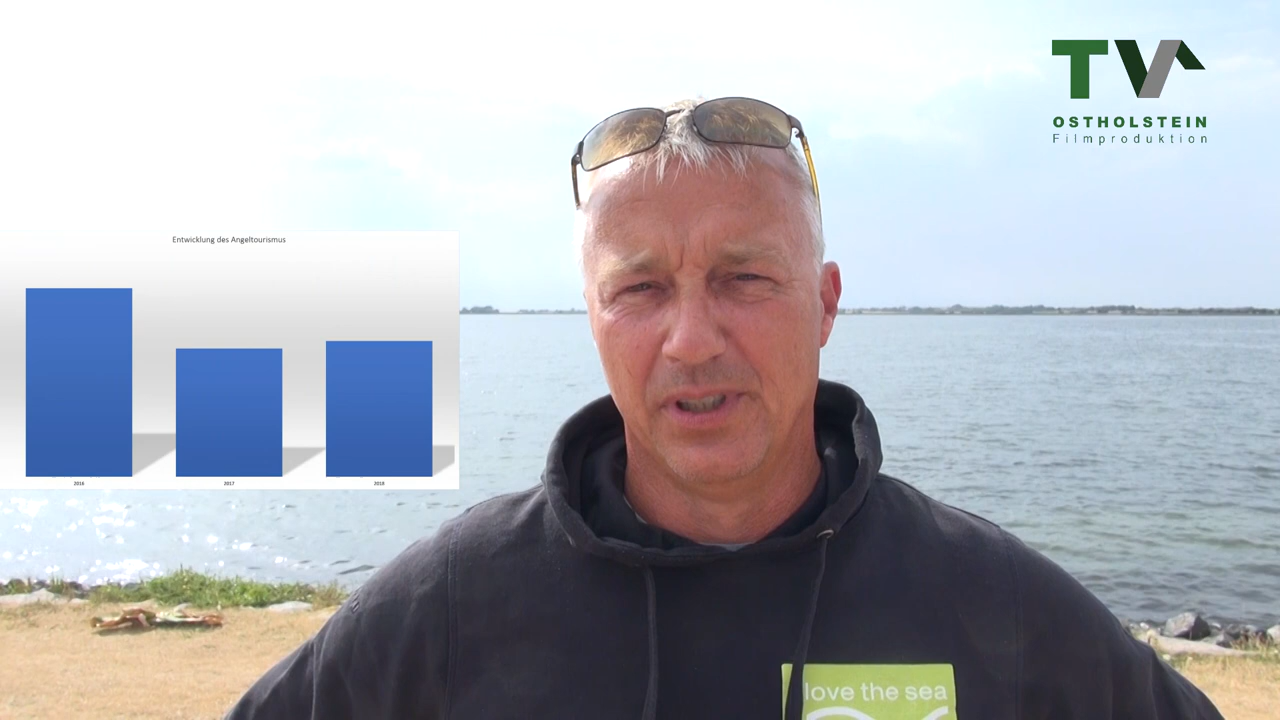 TV
OSTHOLSTEIN
Filmproduktion
Entwicklung des Angeltourismus
2016 2017 2018
love the sea